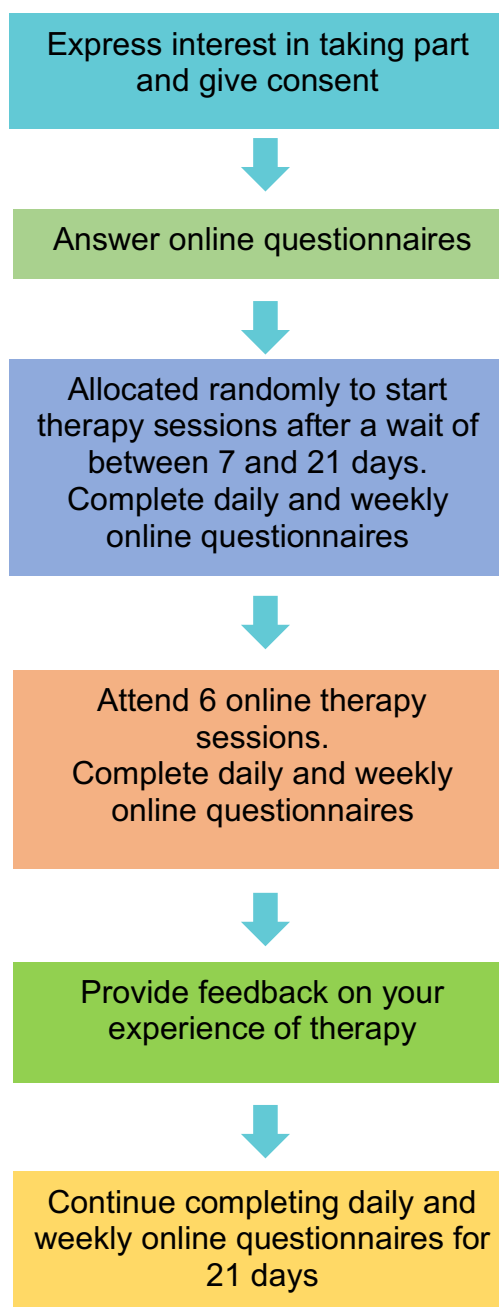 Express interest in taking part
and give consent
Answer online questionnaires
Allocated randomly to start
therapy sessions after a wait of
between 7 and 21 days.
Complete daily and weekly
online questionnaires
Attend 6 online therapy
sessions.
Complete daily and weekly
online questionnaires
Provide feedback on your
experience of therapy
Continue completing daily and
weekly online questionnaires for
21 days